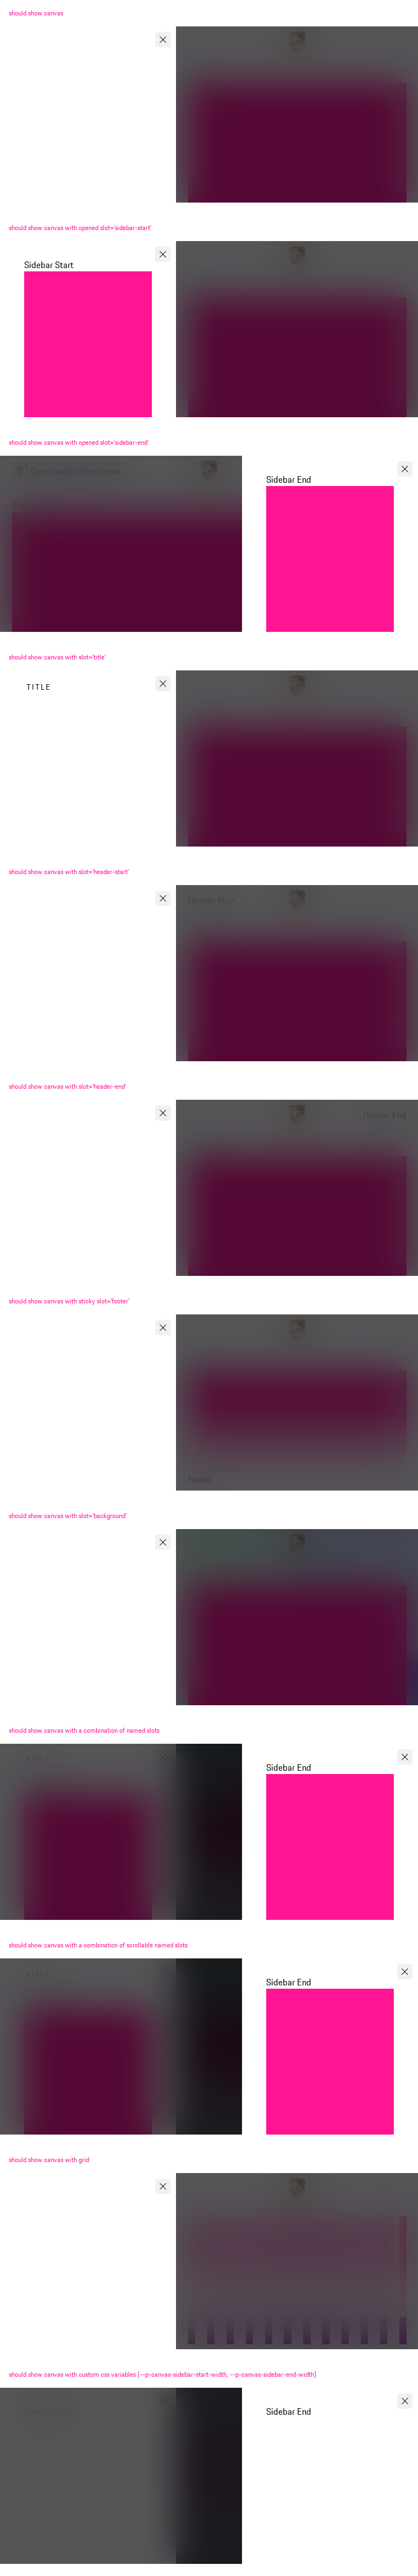 should show canvas
should show canvas with opened slot='sidebar-start'
Sidebar Start
should show canvas with opened slot='sidebar-end'
Open navigation sidebar
Sidebar End
should show canvas with slot='title'
TITLE
should show canvas with slot='header-start'
Header Start
should show canvas with slot='header-end'
Header End
should show canvas with sticky slot='footer'
Footer
should show canvas with slot='background'
should show canvas with a combination of named slots
TITLE
Sidebar End
should show canvas with a combination of scrollable named slots
TITLE
Sidebar End
should show canvas with grid
should show canvas with custom css variables (--p-canvas-sidebar-start-width, --p-canvas-sidebar-end-width)
Sidebar End